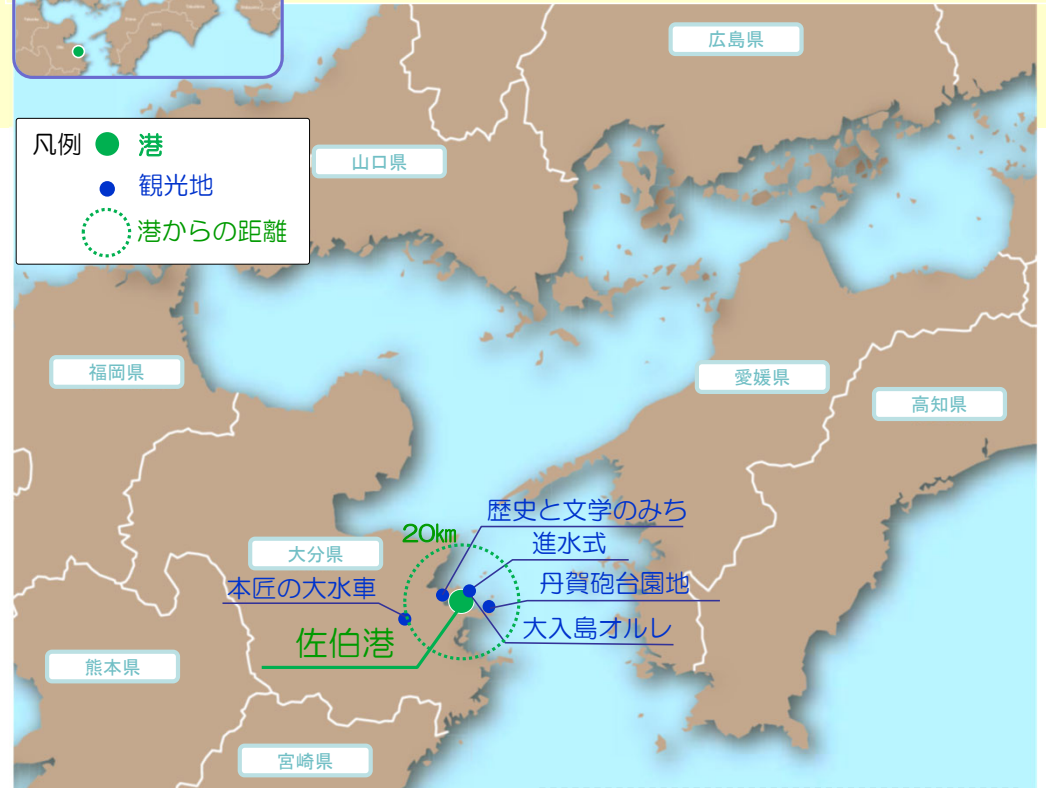 広島県
凡例 港
山口県
観光地
港からの距離
福岡県
愛媛県
高知県
歴史と文学のみち
20km
進水式
大分県
丹賀砲台園地
本匠の大水車
大入島オルレ
佐伯港
熊本県
宮崎県